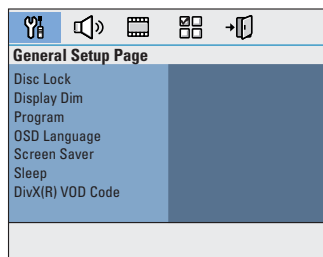 General Setup Page
Disc Lock
Display Dim
Program
OSD Language
Screen Saver
Sleep
DivX(R) VOD Code